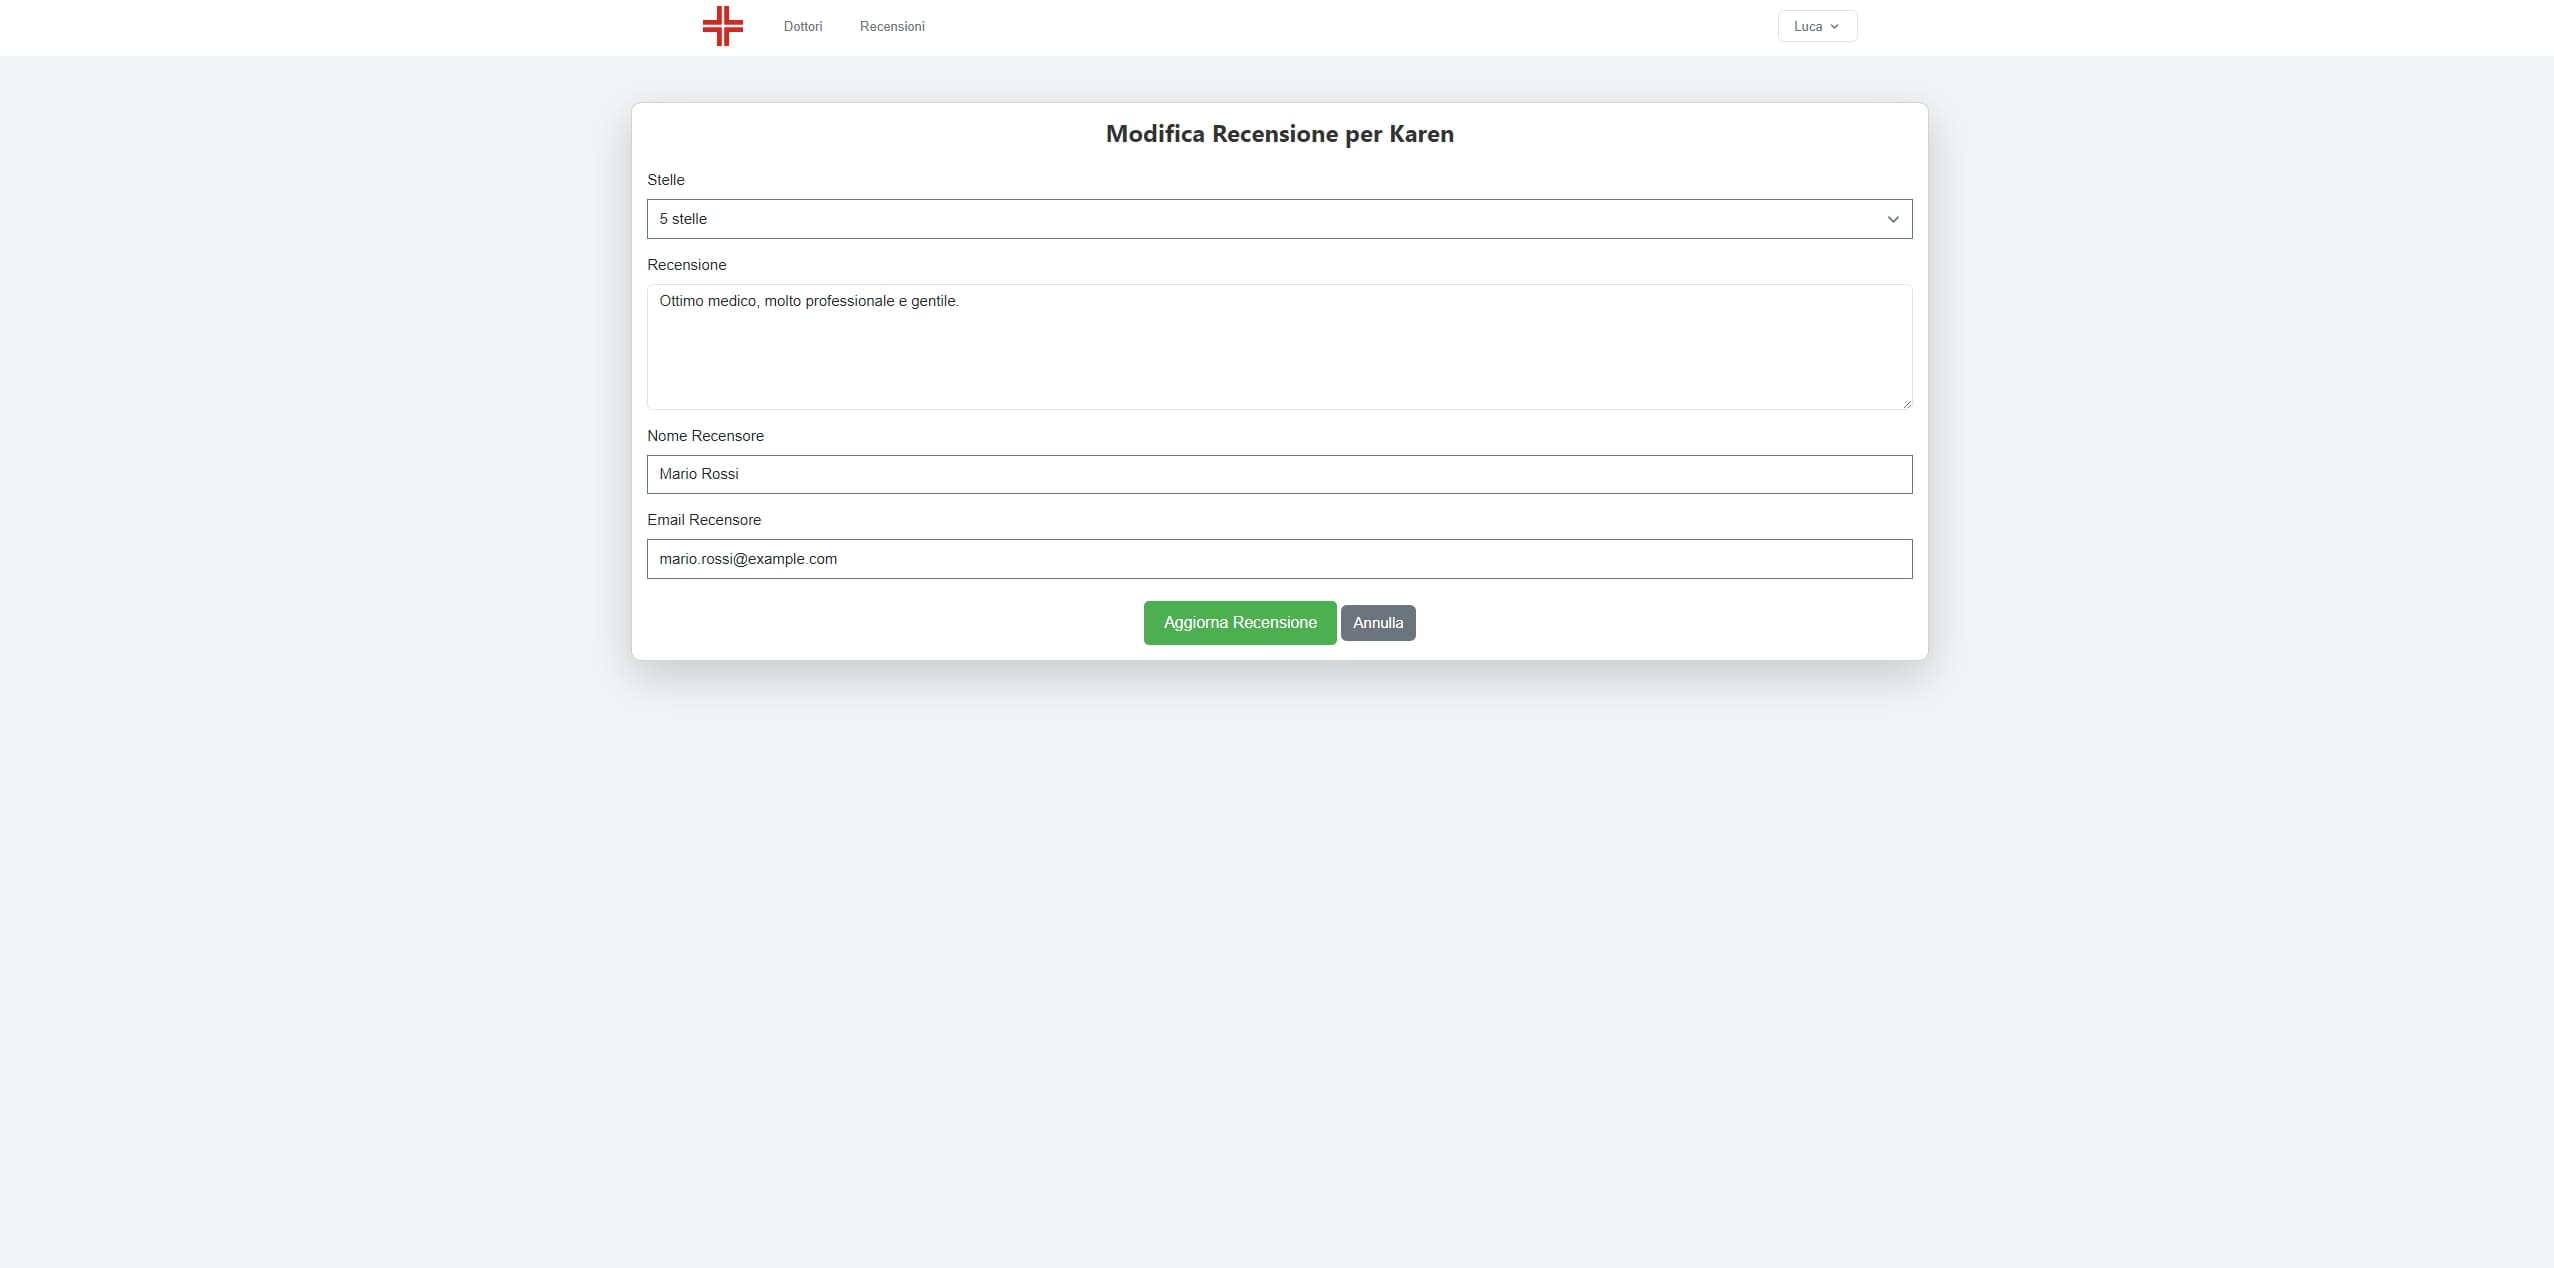 Dottori Recensioni Luca
Modifica Recensione per Karen
Stelle
5 stelle
Recensione
Ottimo medico, molto professionale e gentile.
Nome Recensore
Mario Rossi
Email Recensore
mario.rossi@example.com
Aggiorna Recensione Annulla